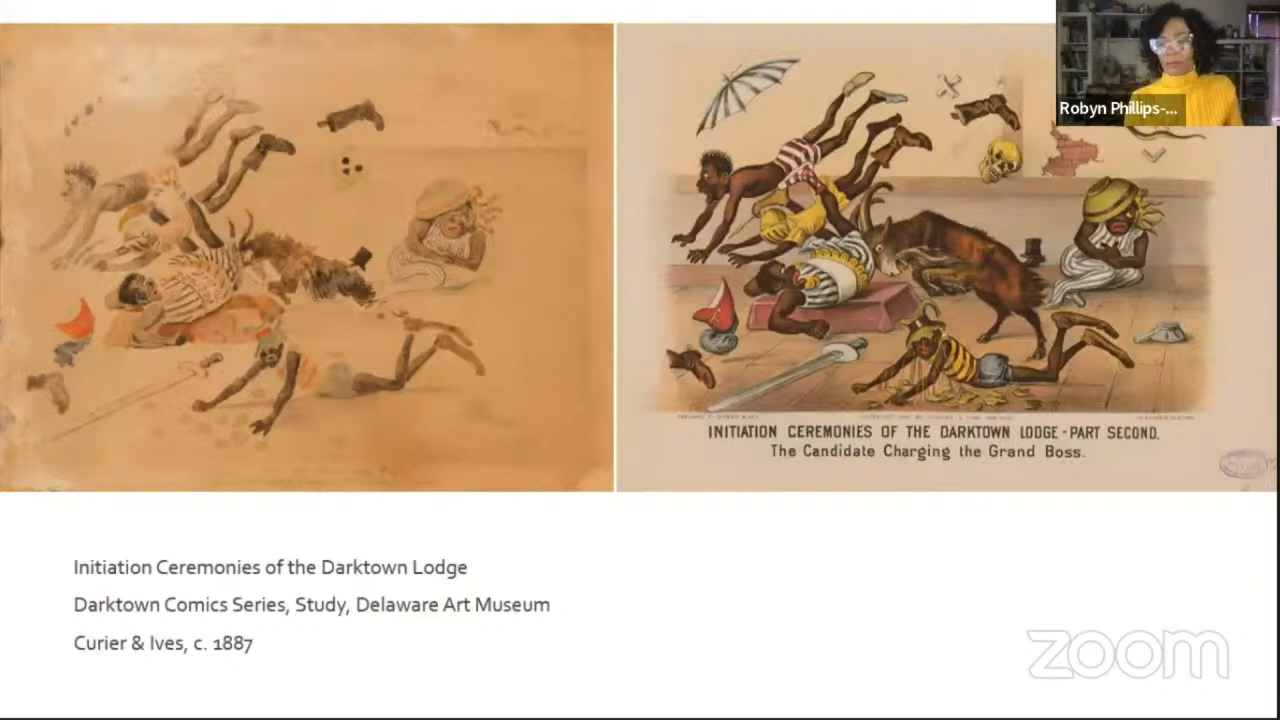 Robyn Phillips-...
INITIATION CEREMONIES OF THE DARKTOWN LODGE - PART SECOND.
The Candidate Charging the Grand Boss.
Initiation Ceremonies of the Darktown Lodge
Darktown Comics Series, Study, Delaware Art Museum
Curier & Ives, c. 1887
zoom